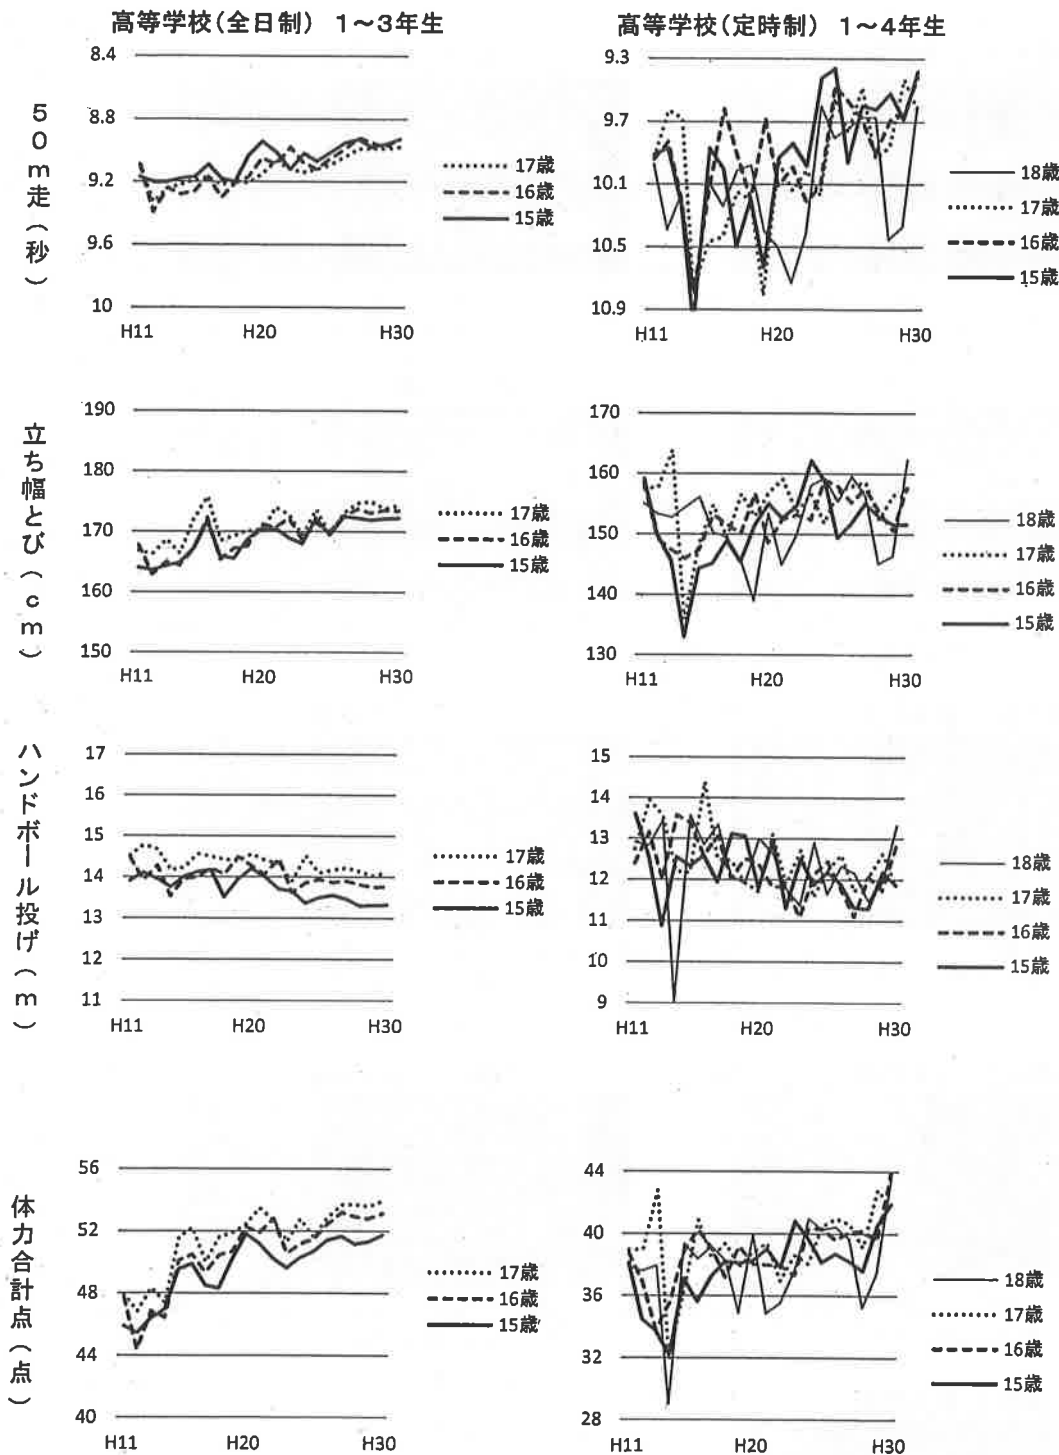 高等学校(全日制) 1～3年生
高等学校(定時制) 1～4年生
50m走(秒)
8.4
8.8
9.2
9.6
10
H11
H20
H30
17歳
16歳
15歳
9.3
9.7
10.1
10.5
10.9
H11
H20
H30
18歳
17歳
16歳
15歳
立ち幅とび(cm)
190
180
170
160
150
H11
H20
H30
17歳
16歳
15歳
170
160
150
140
130
H11
H20
H30
18歳
17歳
16歳
15歳
ハンドボール投げ(m)
17
16
15
14
13
12
11
H11
H20
H30
17歳
16歳
15歳
15
14
13
12
11
10
9
H11
H20
H30
18歳
17歳
16歳
15歳
体力合計点(点)
56
52
48
44
40
H11
H20
H30
17歳
16歳
15歳
44
40
36
32
28
H11
H20
H30
18歳
17歳
16歳
15歳